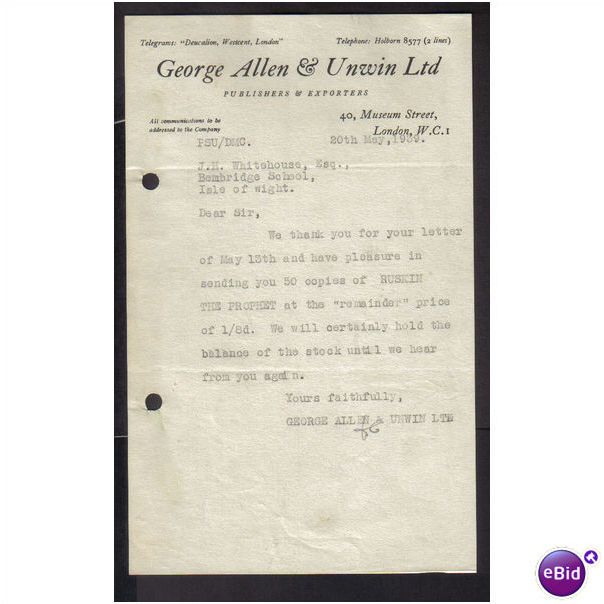 Telegrams: "Deucalion, Westcent, London"
Telephone: Holborn 8577 (2 lines)
George Allen & Unwin Ltd
PUBLISHERS & EXPORTERS
All communications to be
addressed to the Company
40, Museum Street,
London, W.C.1
PSU/DMC.
20th May, 1939.
J.H. Whitehouse, Esq.,
Bembridge School,
Isle of wight.
Dear Sir,
We thank you for your letter
of May 13th and have pleasure in
sending you 50 copies of RUSKIN
THE PROPHET at the "remainder" price
of 1/8d. We will certainly hold the
balance of the stock until we hear
from you again.
Yours faithfully,
GEORGE ALLEN & UNWIN LTD
eBid